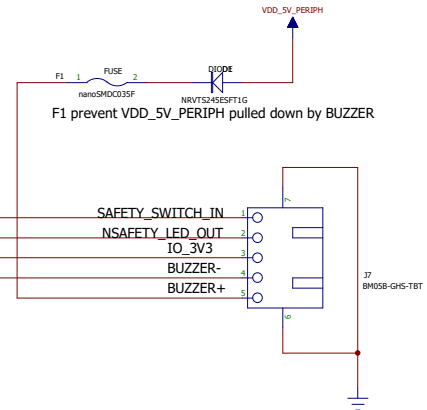 VDD_5V_PERIPH
F1 1 FUSE 2
DIODE
nanoSMDC035F
NRVTS245ESFT1G
F1 prevent VDD_5V_PERIPH pulled down by BUZZER
7
SAFETY_SWITCH_IN 1
NSAFETY_LED_OUT 2
IO_3V3 3
BUZZER- 4
BUZZER+ 5
J7
BM05B-GHS-TBT
6